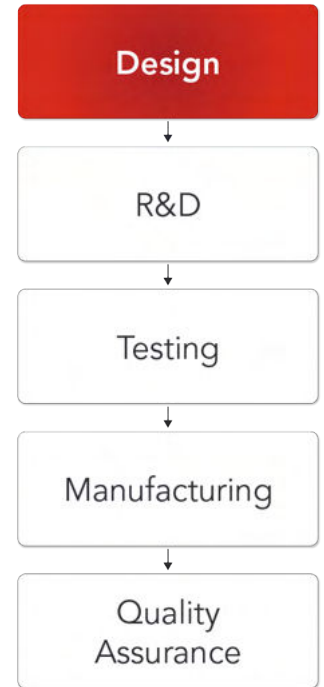 Design
R&D
Testing
Manufacturing
Quality
Assurance